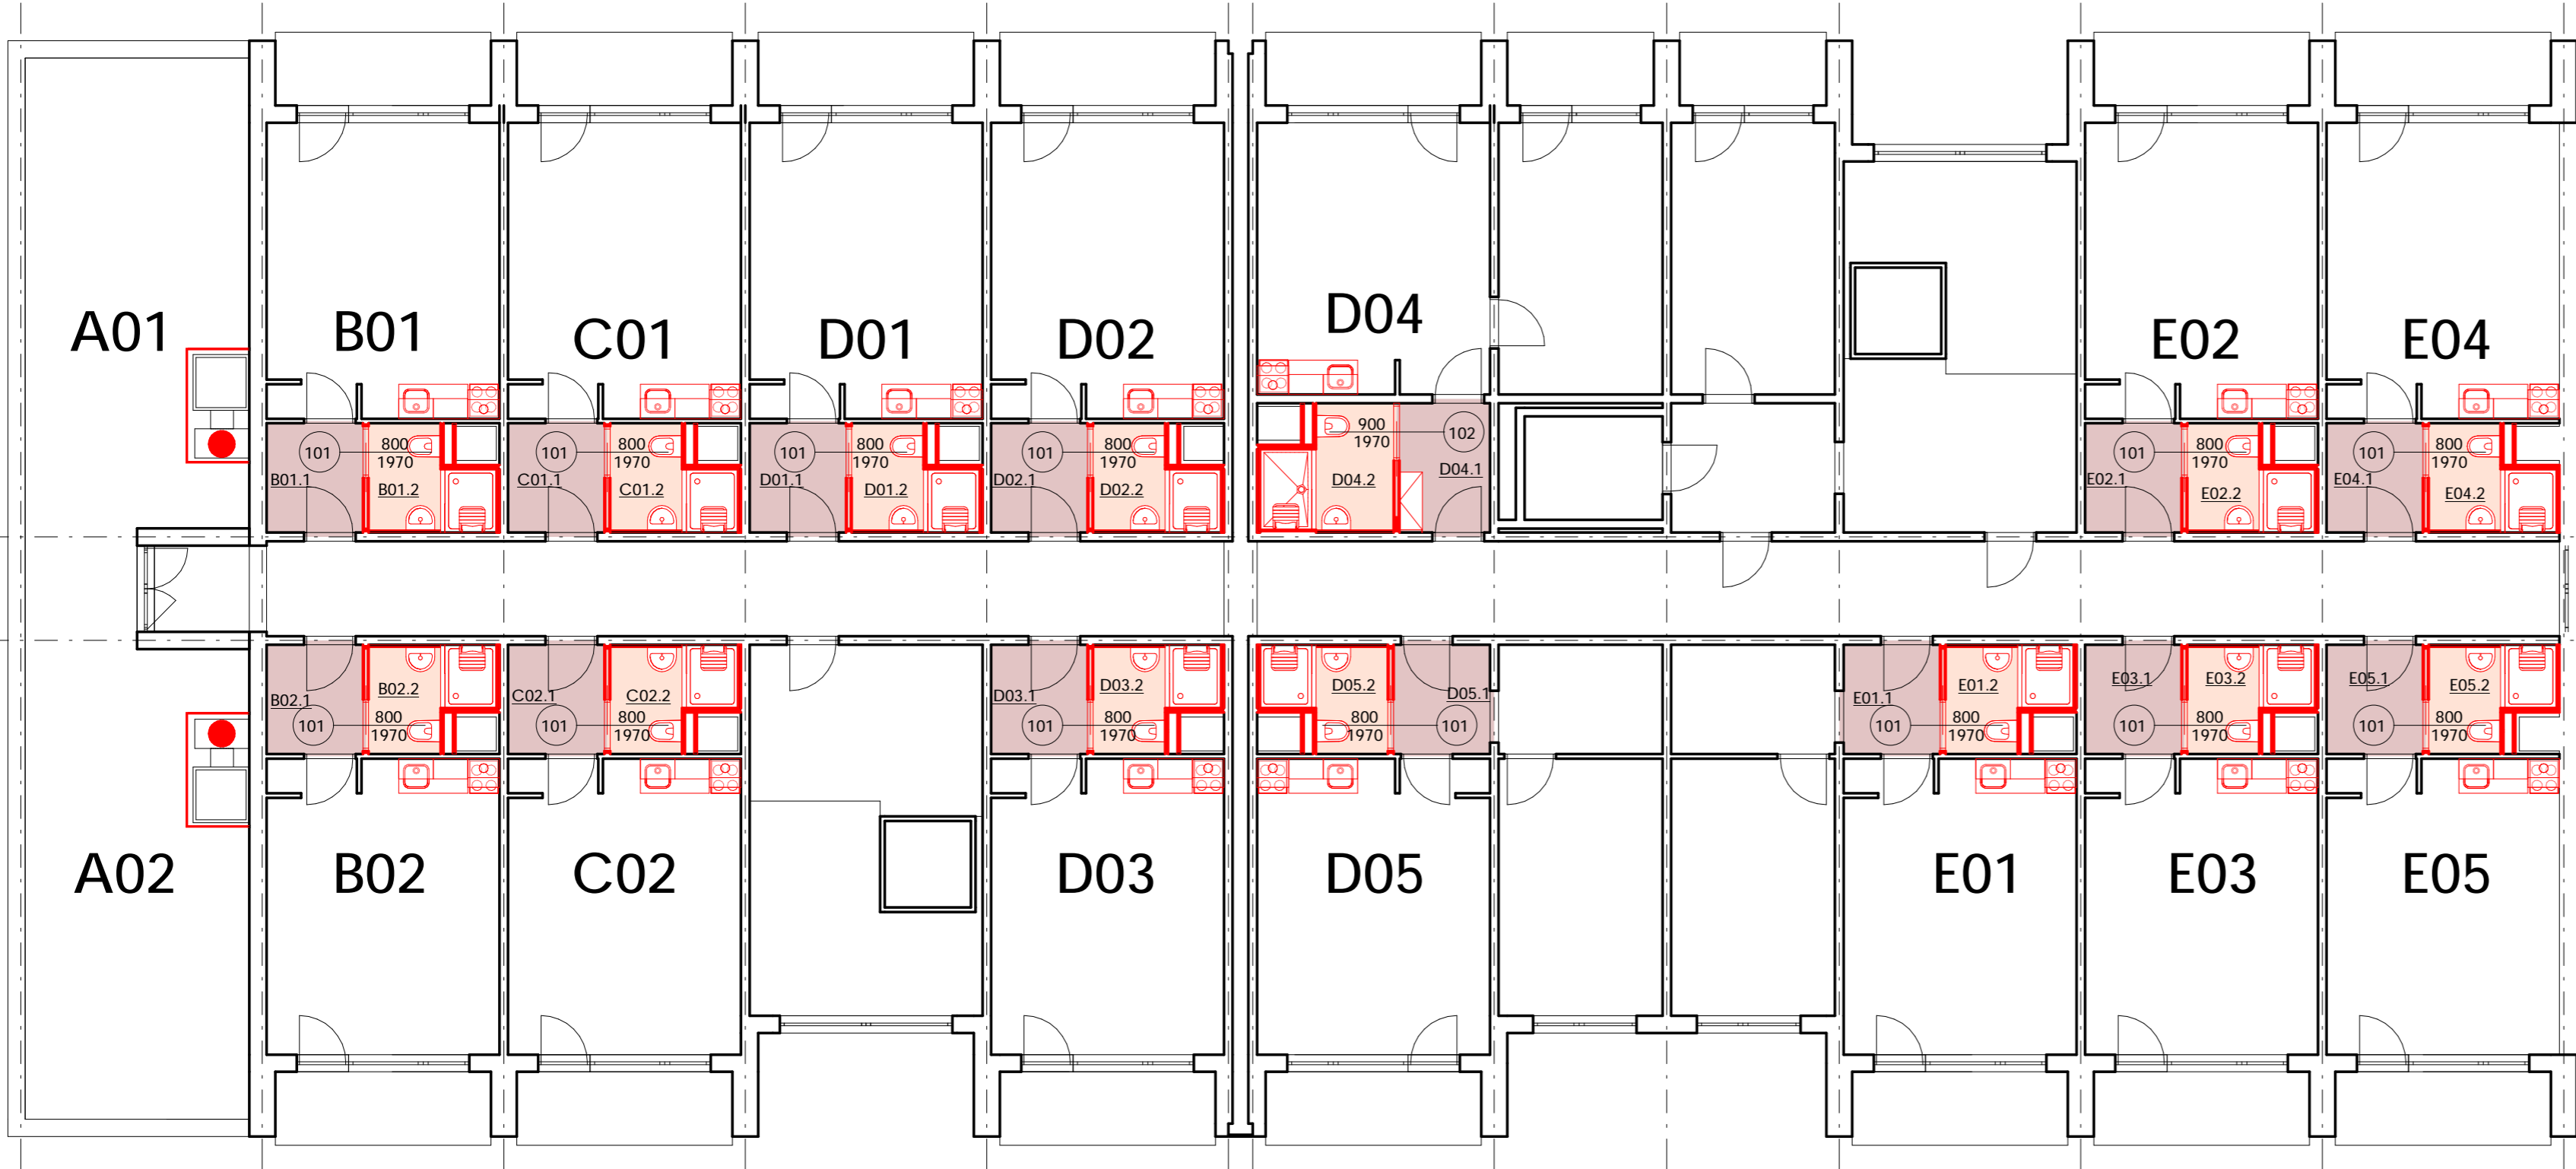 A01
B01
C01
D01
D02
D04
E02
E04
101
800
1970
B01.1
B01.2
101
800
1970
C01.1
C01.2
101
800
1970
D01.1
D01.2
101
800
1970
D02.1
D02.2
900
1970
102
D04.2
D04.1
101
800
1970
E02.1
E02.2
101
800
1970
E04.1
E04.2
B02.1
B02.2
101
800
1970
C02.1
C02.2
101
800
1970
D03.1
D03.2
101
800
1970
D05.2
D05.1
800
1970
101
E01.1
E01.2
101
800
1970
E03.1
E03.2
101
800
1970
E05.1
E05.2
101
800
1970
A02
B02
C02
D03
D05
E01
E03
E05